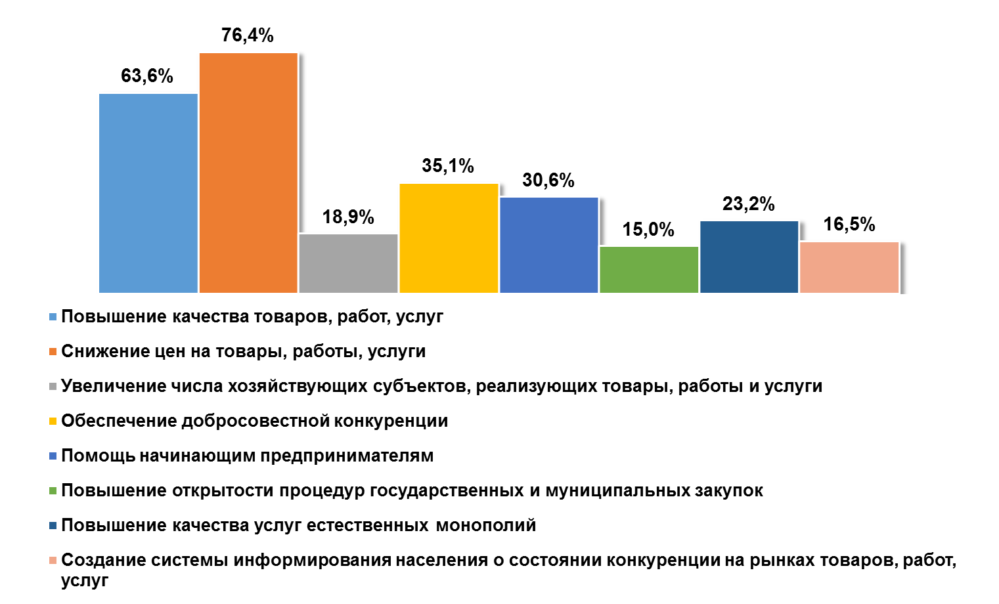 76,4%
63,6%
35,1%
30,6%
18,9%
23,2%
15,0%
16,5%
Повышение качества товаров, работ, услуг
Снижение цен на товары, работы, услуги
Увеличение числа хозяйствующих субъектов, реализующих товары, работы и услуги
Обеспечение добросовестной конкуренции
Помощь начинающим предпринимателям
Повышение открытости процедур государственных и муниципальных закупок
Повышение качества услуг естественных монополий
Создание системы информирования населения о состоянии конкуренции на рынках товаров, работ,
услуг